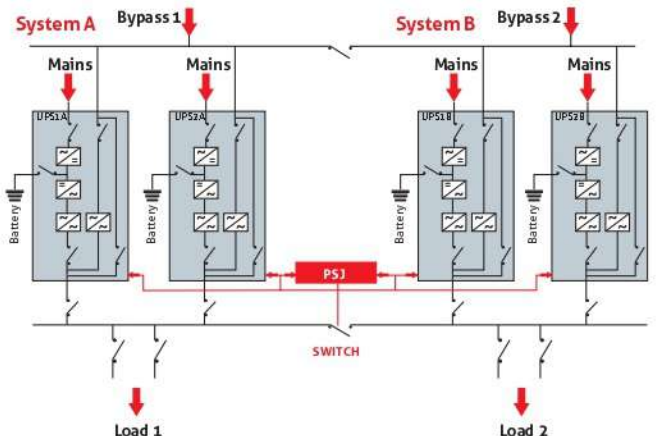 System A
Bypass 1
System B
Bypass 2
Mains
Mains
Mains
Mains
UPS1A
UPS2A
UPS1B
UPS2B
Battery
Battery
Battery
Battery
PSJ
SWITCH
Load 1
Load 2